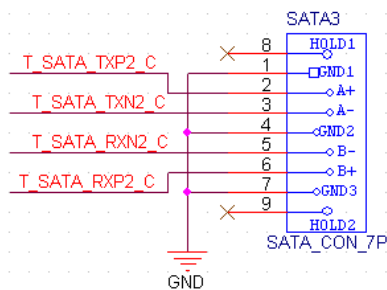 SATA3
8 HOLD1
1 GND1
T_SATA_TXP2_C
2 A+
T_SATA_TXN2_C
3 A-
4 GND2
T_SATA_RXN2_C
5 B-
6 B+
T_SATA_RXP2_C
7 GND3
9
HOLD2
SATA_CON_7P
GND